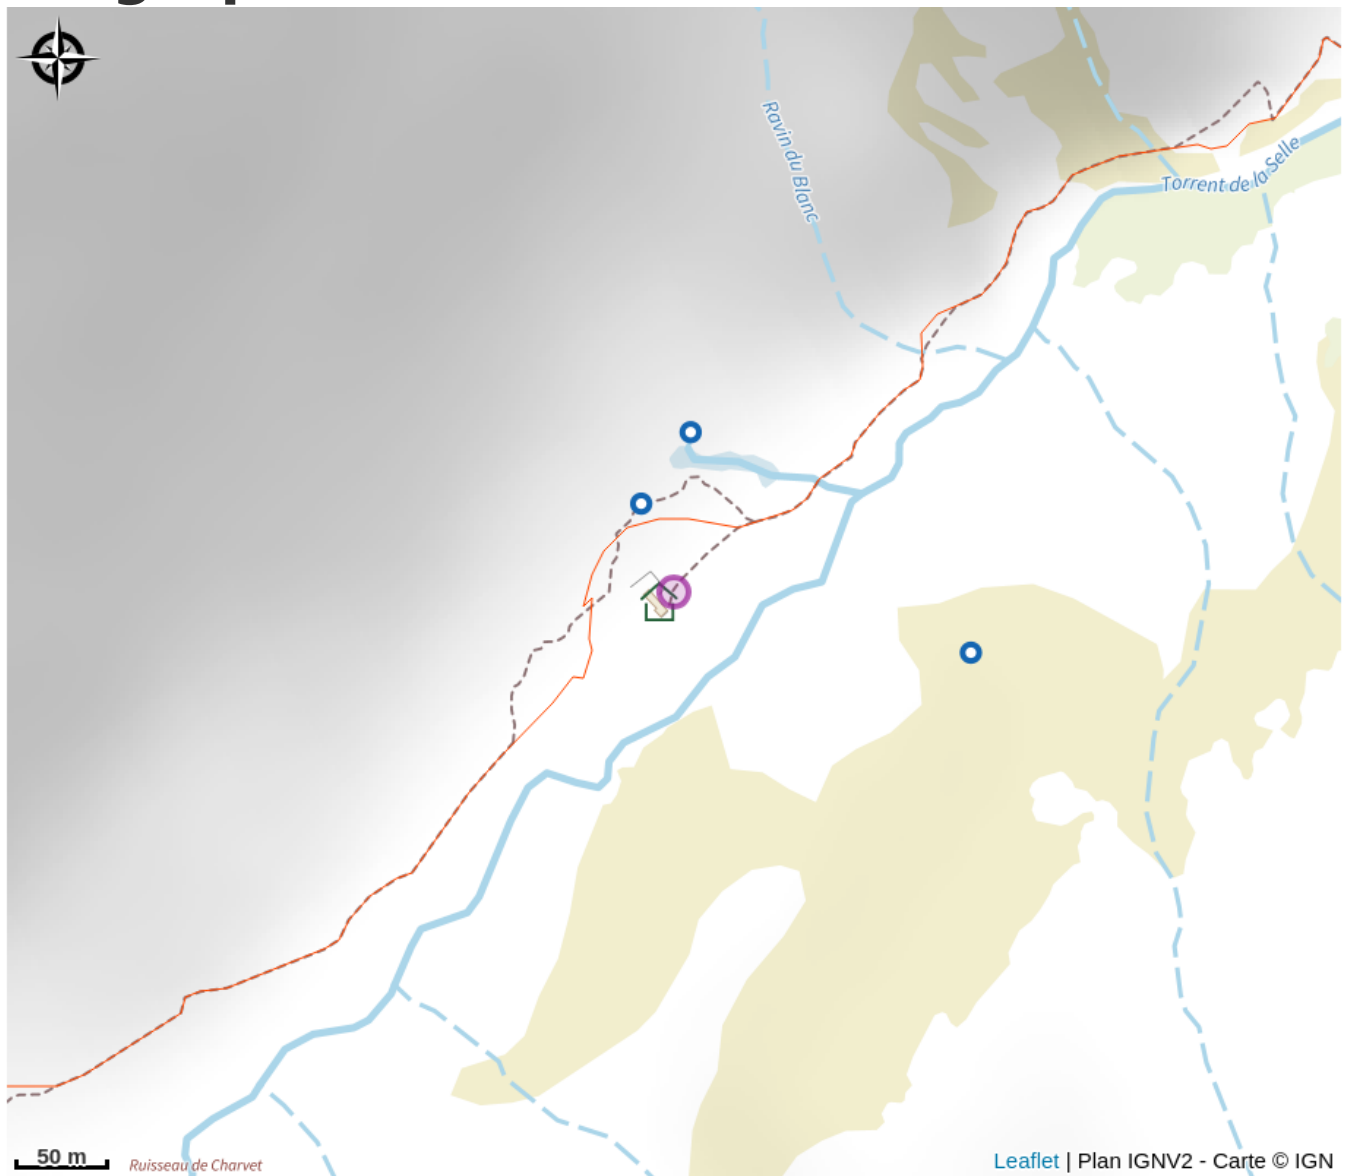 Ravin du Blanc
Torrent de la Selle
50 m
Ruisseau de Charvet
Leaflet | Plan IGNV2 - Carte © IGN